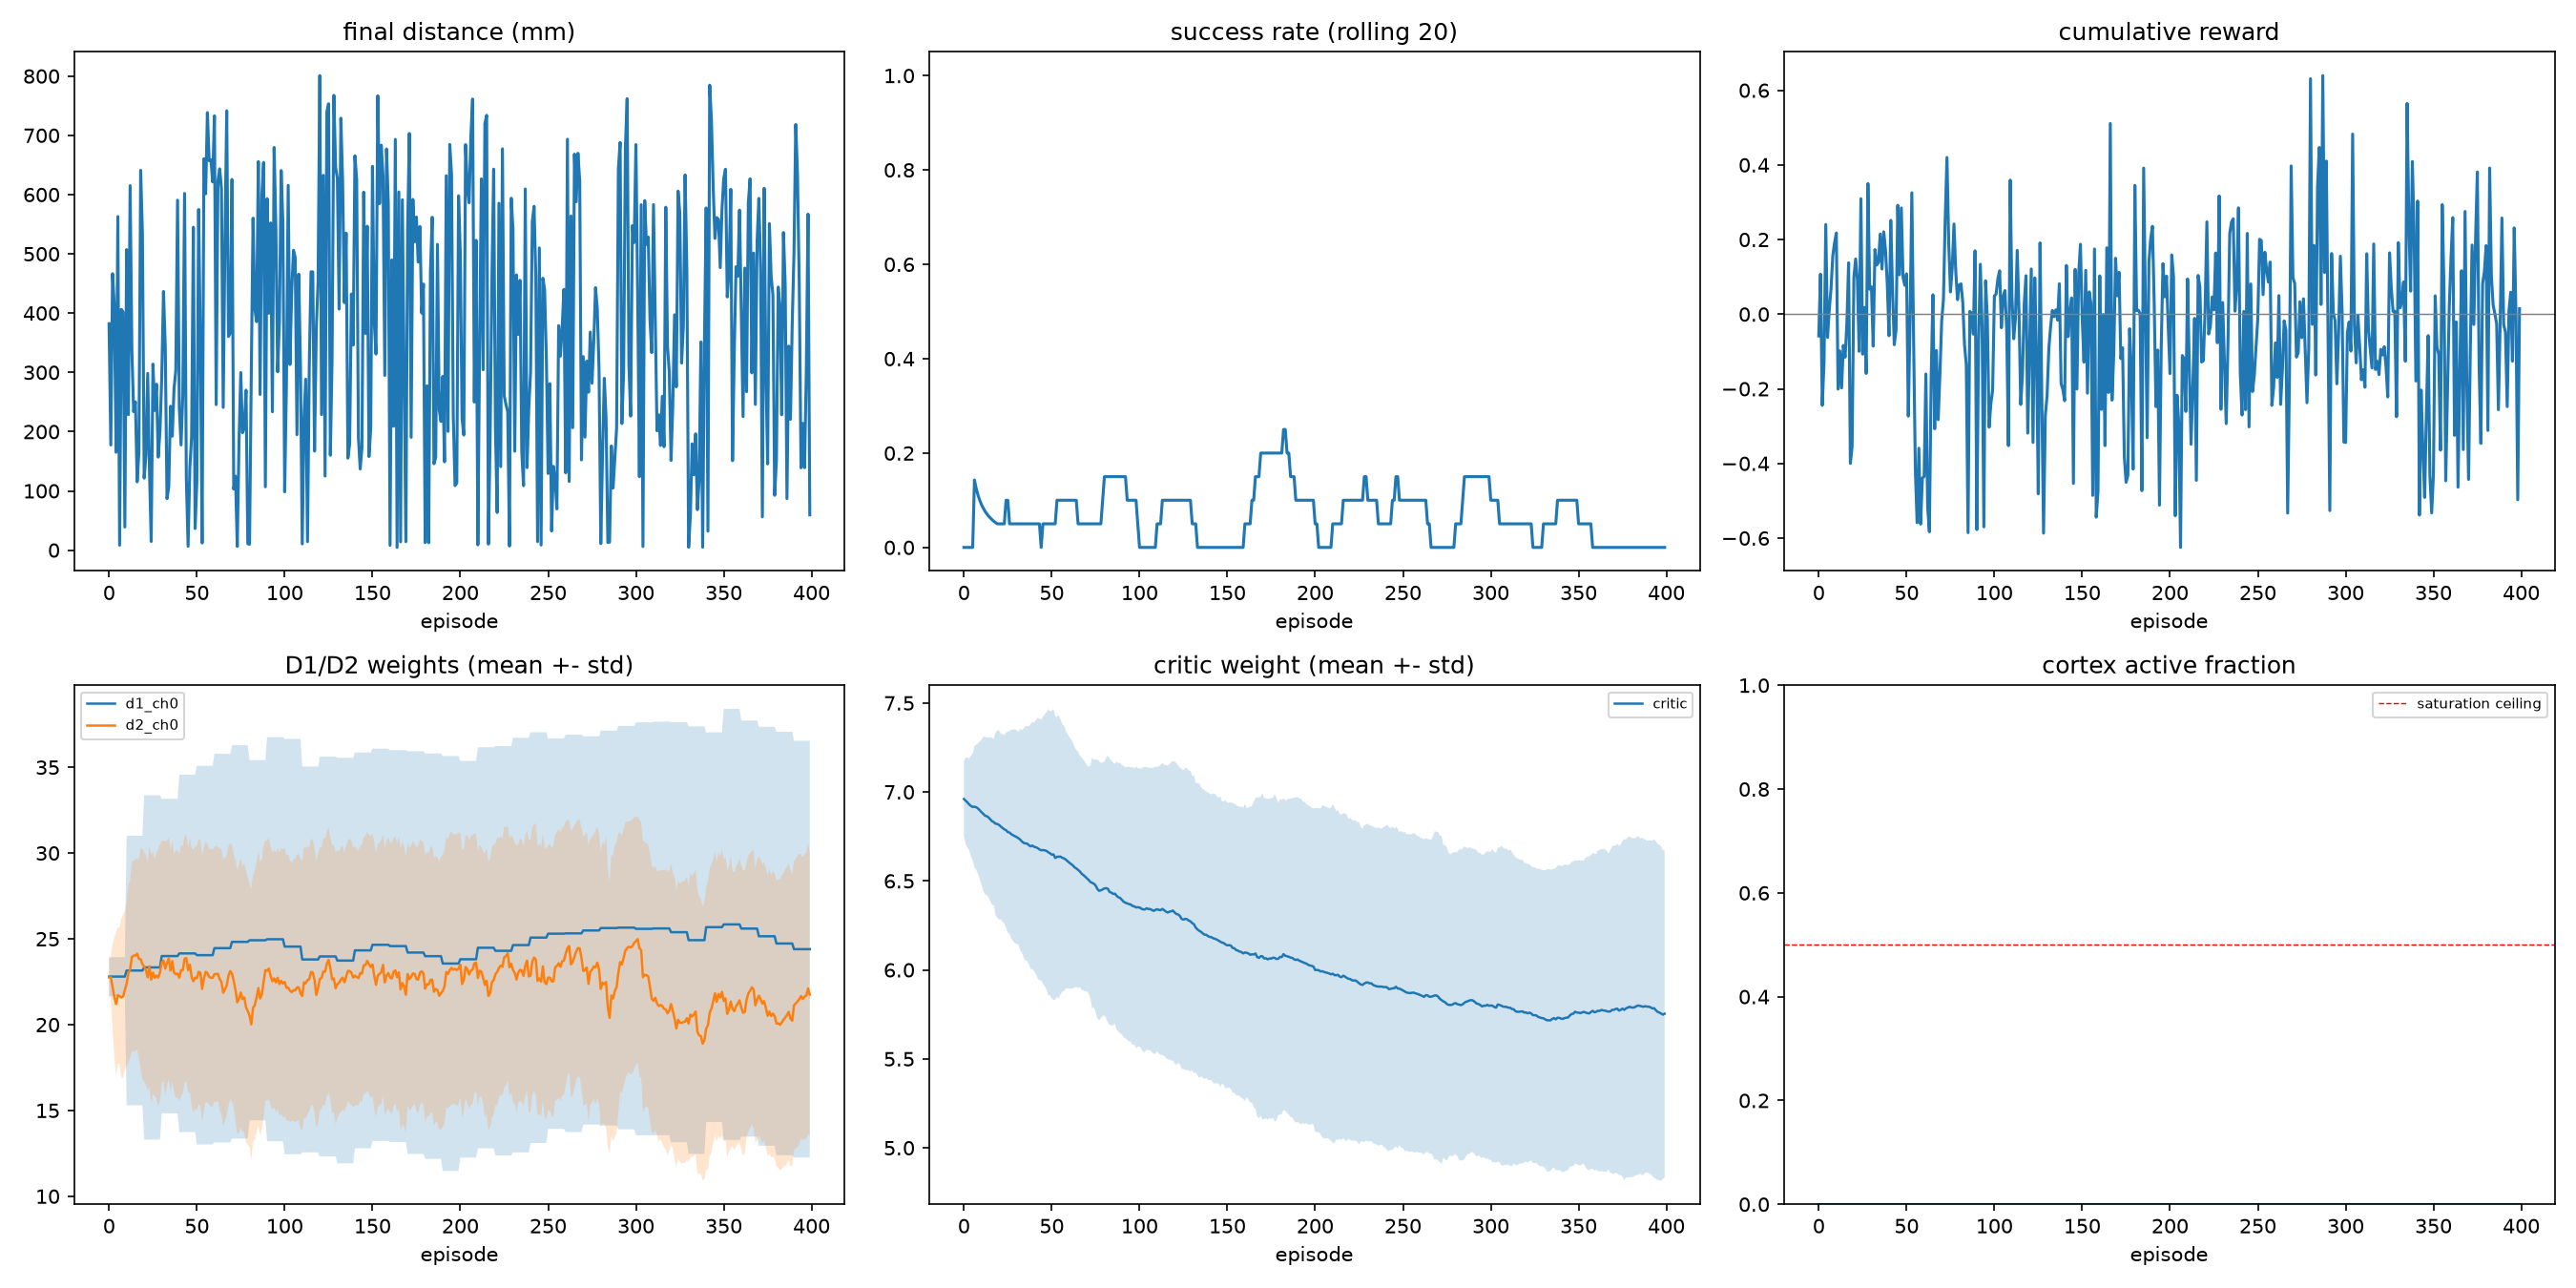 final distance (mm)
800
700
600
500
400
300
200
100
0
0 50 100 150 200 250 300 350 400
episode
success rate (rolling 20)
1.0
0.8
0.6
0.4
0.2
0.0
0 50 100 150 200 250 300 350 400
episode
cumulative reward
0.6
0.4
0.2
0.0
−0.2
−0.4
−0.6
0 50 100 150 200 250 300 350 400
episode
D1/D2 weights (mean +- std)
d1_ch0
d2_ch0
35
30
25
20
15
10
0 50 100 150 200 250 300 350 400
episode
critic weight (mean +- std)
critic
7.5
7.0
6.5
6.0
5.5
5.0
0 50 100 150 200 250 300 350 400
episode
cortex active fraction
saturation ceiling
1.0
0.8
0.6
0.4
0.2
0.0
0 50 100 150 200 250 300 350 400
episode